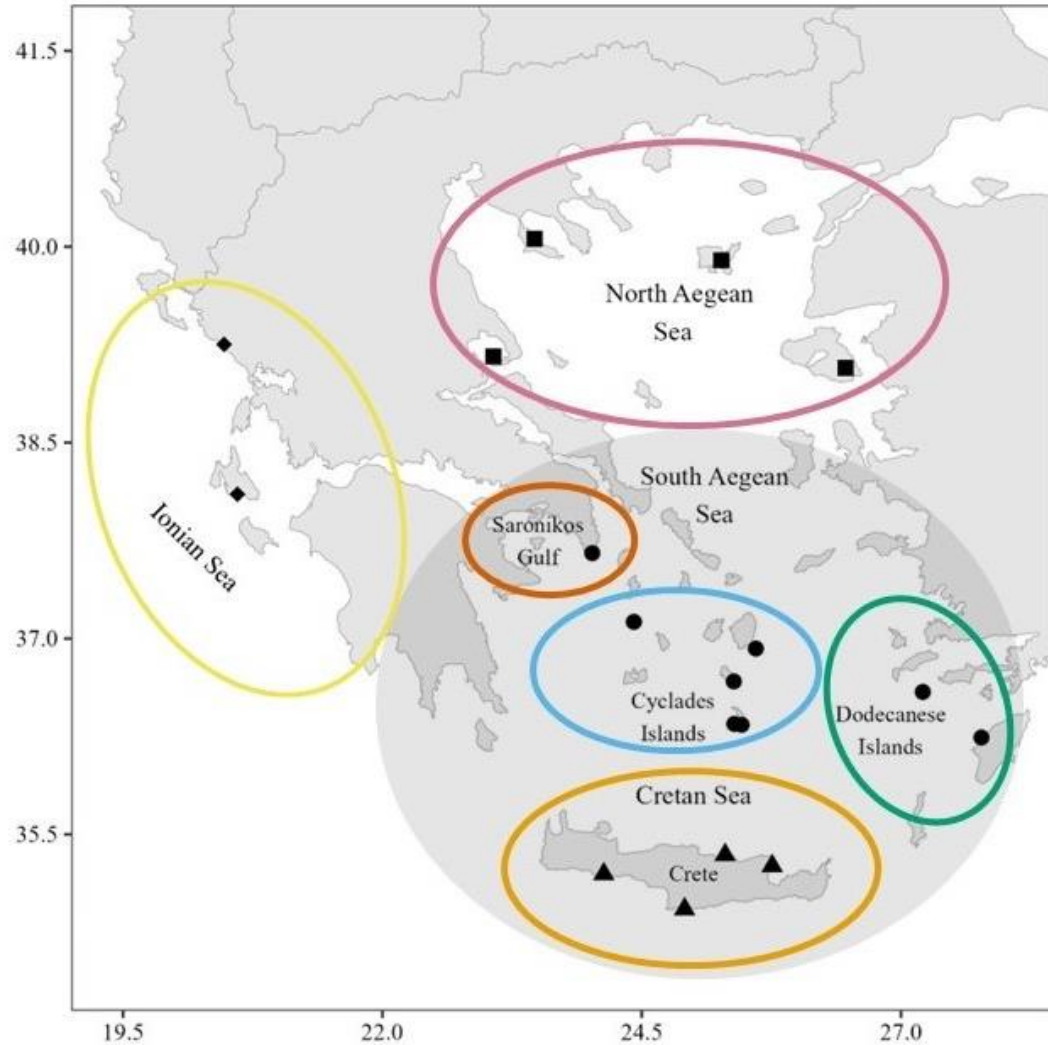 41.5
40.0
38.5
37.0
35.5
North Aegean
Sea
South Aegean
Sea
Saronikos
Gulf
Ionian Sea
Cyclades
Islands
Dodecanese
Islands
Cretan Sea
Crete
19.5
22.0
24.5
27.0